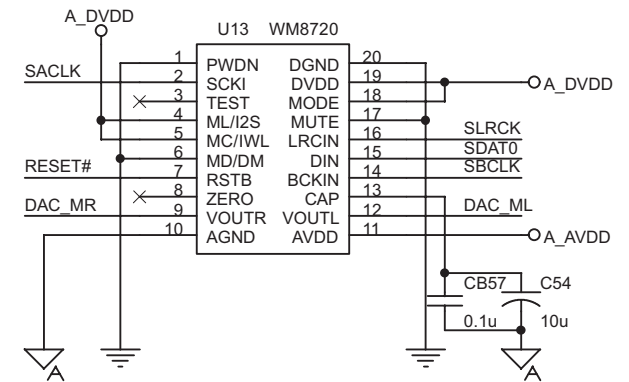 A_DVDD
U13 WM8720
1 PWDN DGND 20
SACLK 2 SCKI DVDD 19 A_DVDD
3 TEST MODE 18
4 ML/I2S MUTE 17
5 MC/IWL LRCIN 16 SLRCK
6 MD/DM DIN 15 SDAT0
RESET# 7 RSTB BCKIN 14 SBCLK
8 ZERO CAP 13
DAC_MR 9 VOUTR VOUTL 12 DAC_ML
10 AGND AVDD 11 A_AVDD
CB57 C54
0.1u 10u
A A